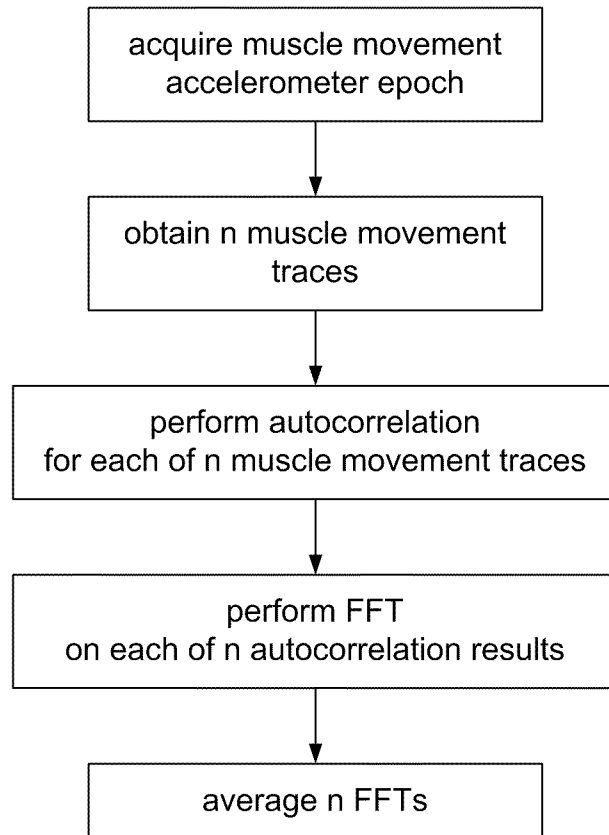 acquire muscle movement
accelerometer epoch
obtain n muscle movement
traces
perform autocorrelation
for each of n muscle movement traces
perform FFT
on each of n autocorrelation results
average n FFTs